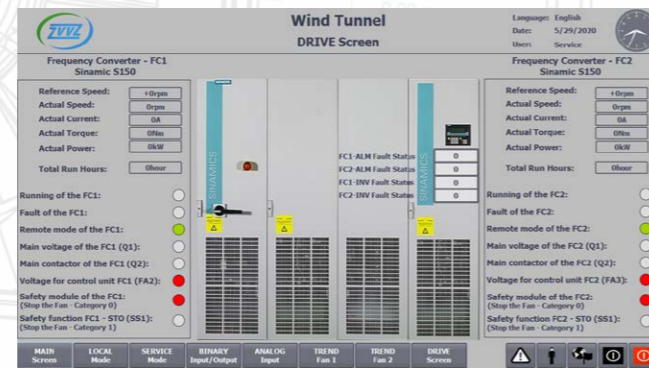 ZVVZ
Wind Tunnel
DRIVE Screen
Language: English
Date: 5/29/2020
User: Service
Frequency Converter - FC1
Sinamic S150
Reference Speed: +0rpm
Actual Speed: 0rpm
Actual Current: 0A
Actual Torque: 0Nm
Actual Power: 0kW
Total Run Hours: 0hour
Running of the FC1:
Fault of the FC1:
Remote mode of the FC1:
Main voltage of the FC1 (Q1):
Main contactor of the FC1 (Q2):
Voltage for control unit FC1 (FA2):
Safety module of the FC1:
(Stop the Fan - Category 0)
Safety function FC1 - STO (SS1):
(Stop the Fan - Category 1)
SINAMICS
FC1-ALM Fault Status 0
FC2-ALM Fault Status 0
FC1-INV Fault Status 0
FC2-INV Fault Status 0
SINAMICS
Frequency Converter - FC2
Sinamic S150
Reference Speed: +0rpm
Actual Speed: 0rpm
Actual Current: 0A
Actual Torque: 0Nm
Actual Power: 0kW
Total Run Hours: 0hour
Running of the FC2:
Fault of the FC2:
Remote mode of the FC2:
Main voltage of the FC2 (Q1):
Main contactor of the FC2 (Q2):
Voltage for control unit FC2 (FA3):
Safety module of the FC2:
(Stop the Fan - Category 0)
Safety function FC2 - STO (SS1):
(Stop the Fan - Category 1)
MAIN Screen
LOCAL Mode
SERVICE Mode
BINARY Input/Output
ANALOG Input
TREND Fan 1
TREND Fan 2
DRIVE Screen